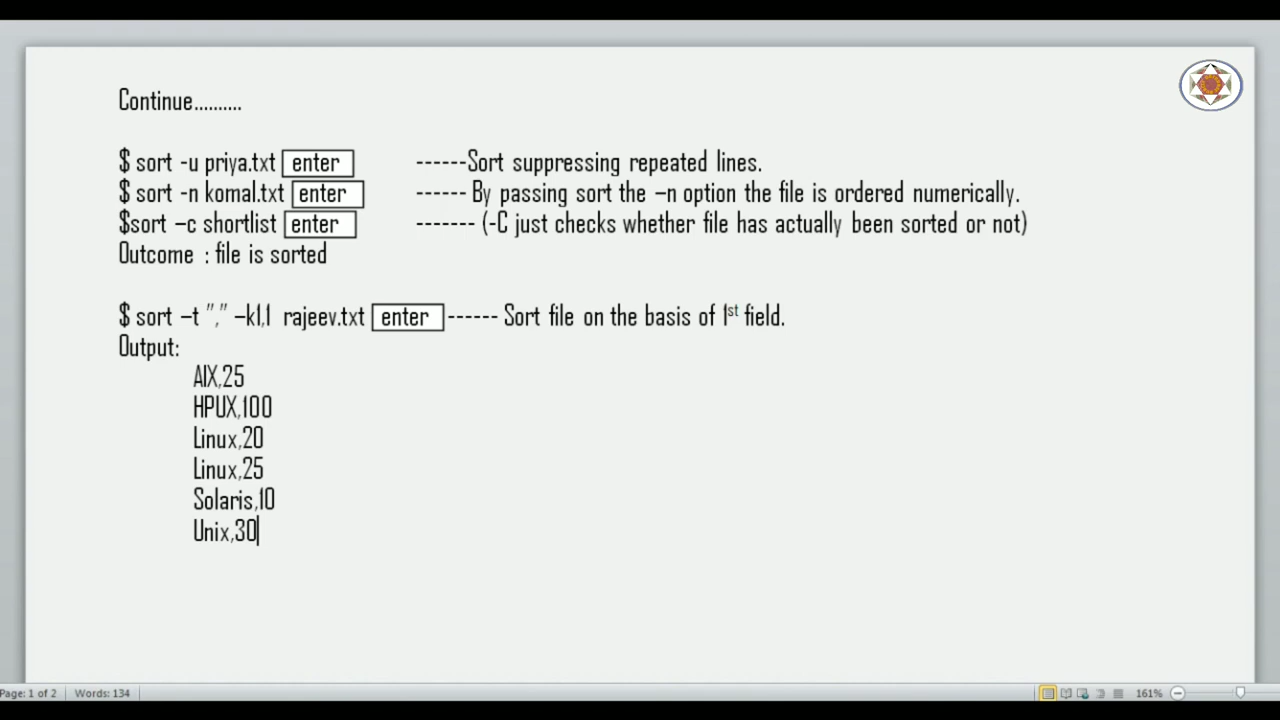 Continue..........
$ sort -u priya.txt enter ------Sort suppressing repeated lines.
$ sort -n komal.txt enter ------ By passing sort the –n option the file is ordered numerically.
$sort –c shortlist enter ------- (-C just checks whether file has actually been sorted or not)
Outcome : file is sorted
$ sort –t "," –k1,1 rajeev.txt enter ------ Sort file on the basis of 1st field.
Output:
AIX,25
HPUX,100
Linux,20
Linux,25
Solaris,10
Unix,30
Page: 1 of 2 Words: 134 161%